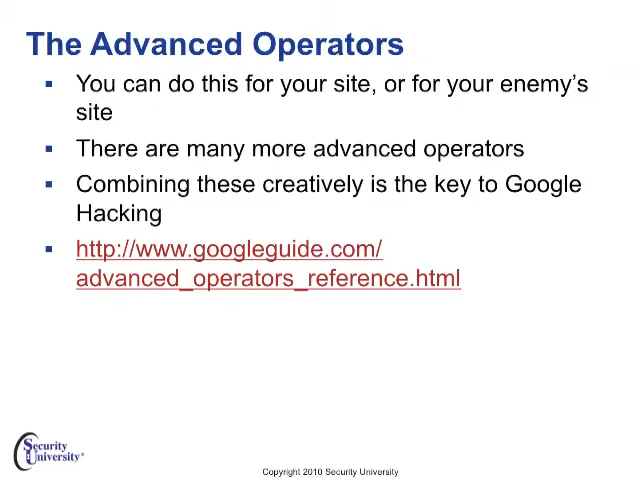 The Advanced Operators
▪ You can do this for your site, or for your enemy’s
site
▪ There are many more advanced operators
▪ Combining these creatively is the key to Google
Hacking
▪ http://www.googleguide.com/
advanced_operators_reference.html
Security
University®
Copyright 2010 Security University